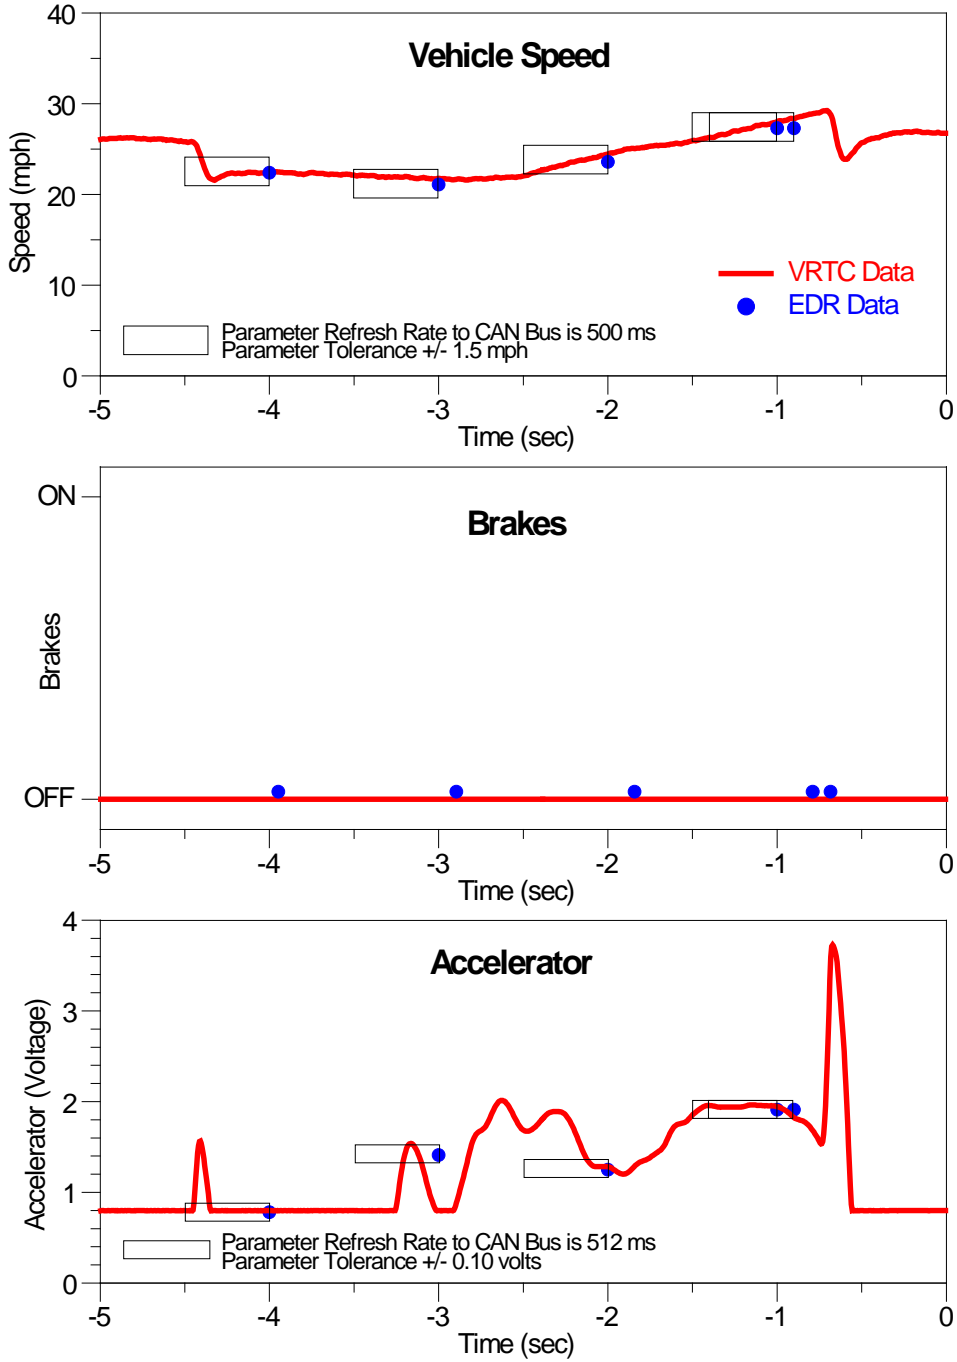 Vehicle Speed
40
30
20
10
0
Speed (mph)
VRTC Data
EDR Data
Parameter Refresh Rate to CAN Bus is 500 ms
Parameter Tolerance +/- 1.5 mph
-5 -4 -3 -2 -1 0
Time (sec)
Brakes
ON
Brakes
OFF
-5 -4 -3 -2 -1 0
Time (sec)
Accelerator
4
3
2
1
0
Accelerator (Voltage)
Parameter Refresh Rate to CAN Bus is 512 ms
Parameter Tolerance +/- 0.10 volts
-5 -4 -3 -2 -1 0
Time (sec)